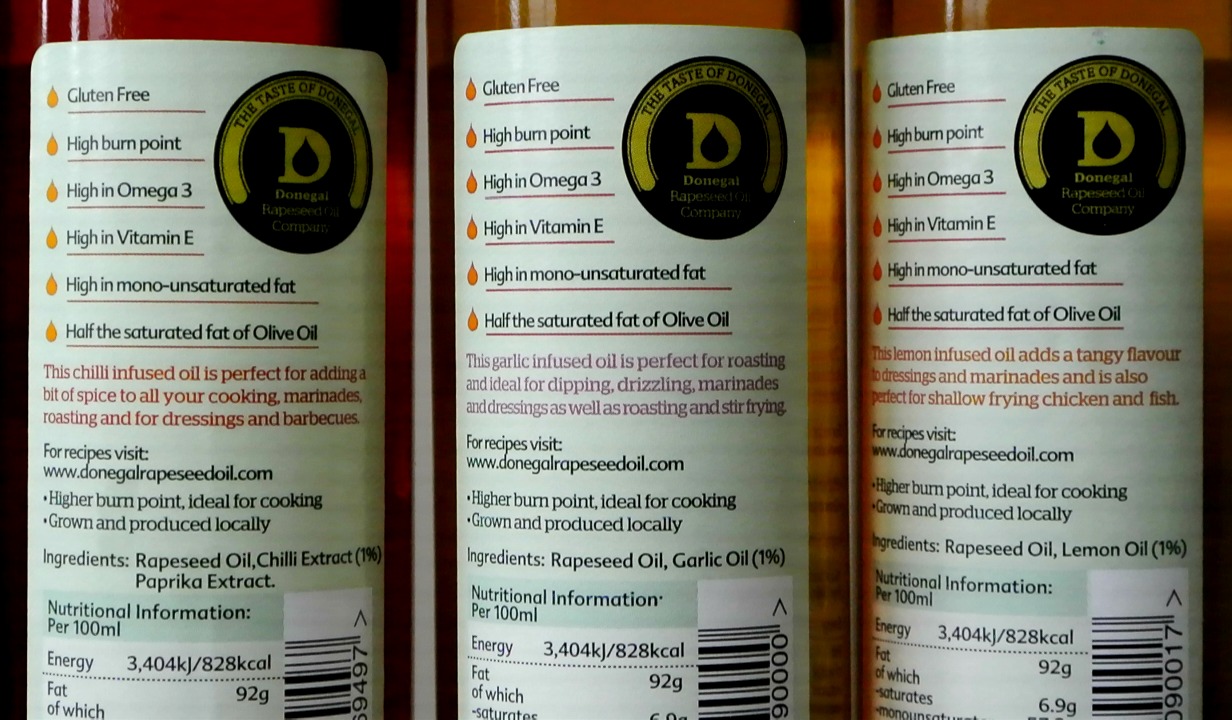 Gluten Free
High burn point
High in Omega 3
High in Vitamin E
High in mono-unsaturated fat
Half the saturated fat of Olive Oil
THE TASTE OF DONEGAL
D
Donegal
Rapeseed Oil
Company
This chilli infused oil is perfect for adding a
bit of spice to all your cooking, marinades,
roasting and for dressings and barbecues.
For recipes visit:
www.donegalrapeseedoil.com
•Higher burn point, ideal for cooking
•Grown and produced locally
Ingredients: Rapeseed Oil,Chilli Extract (1%)
Paprika Extract.
Nutritional Information:
Per 100ml
Energy 3,404kJ/828kcal
Fat 92g
of which
69497 >
Gluten Free
High burn point
High in Omega 3
High in Vitamin E
High in mono-unsaturated fat
Half the saturated fat of Olive Oil
THE TASTE OF DONEGAL
D
Donegal
Rapeseed Oil
Company
This garlic infused oil is perfect for roasting
and ideal for dipping, drizzling, marinades
and dressings as well as roasting and stir frying.
For recipes visit:
www.donegalrapeseedoil.com
•Higher burn point, ideal for cooking
•Grown and produced locally
Ingredients: Rapeseed Oil, Garlic Oil (1%)
Nutritional Information:
Per 100ml
Energy 3,404kJ/828kcal
Fat 92g
of which
-saturates 6.9g
90000 >
Gluten Free
High burn point
High in Omega 3
High in Vitamin E
High in mono-unsaturated fat
Half the saturated fat of Olive Oil
THE TASTE OF DONEGAL
D
Donegal
Rapeseed Oil
Company
This lemon infused oil adds a tangy flavour
to dressings and marinades and is also
perfect for shallow frying chicken and fish.
For recipes visit:
www.donegalrapeseedoil.com
•Higher burn point, ideal for cooking
•Grown and produced locally
Ingredients: Rapeseed Oil, Lemon Oil (1%)
Nutritional Information:
Per 100ml
Energy 3,404kJ/828kcal
Fat 92g
of which
-saturates 6.9g
90017 >